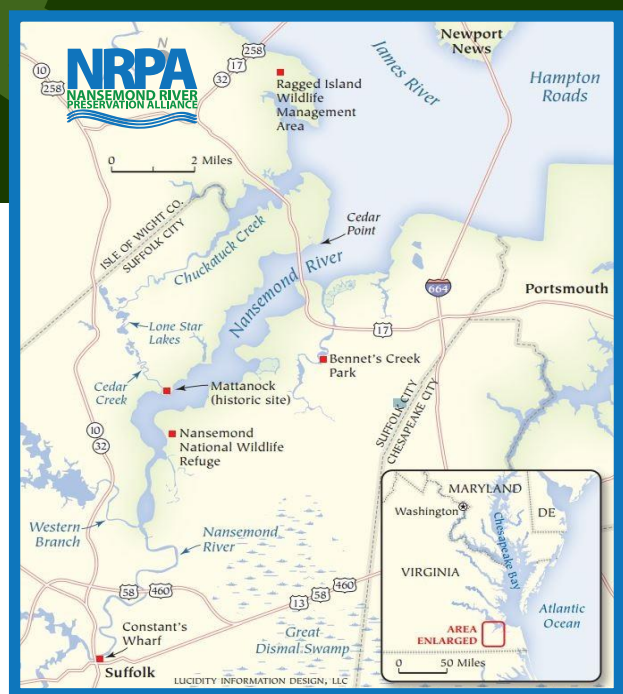 NRPA
NANSEMOND RIVER
PRESERVATION ALLIANCE
N
10
258
258
17
32
Newport
News
James River
Hampton
Roads
Ragged Island
Wildlife
Management
Area
0 2 Miles
ISLE OF WIGHT CO.
SUFFOLK CITY
Chuckatuck Creek
Cedar
Point
Nansemond River
664
Portsmouth
17
Lone Star
Lakes
Bennet's Creek
Park
Cedar
Creek
Mattanock
(historic site)
SUFFOLK CITY
CHESAPEAKE CITY
10
32
Nansemond
National Wildlife
Refuge
Western
Branch
Nansemond
River
58
460
13
58
460
Constant's
Wharf
Suffolk
Great
Dismal Swamp
LUCIDITY INFORMATION DESIGN, LLC
MARYLAND
Washington
DE
Chesapeake Bay
VIRGINIA
Atlantic
Ocean
AREA
ENLARGED
0 50 Miles